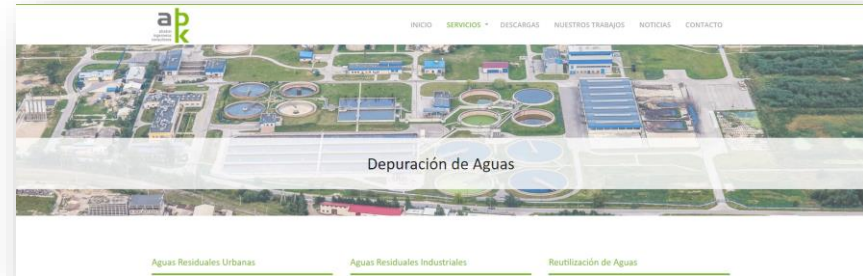 abk
INICIO SERVICIOS DESCARGAS NUESTROS TRABAJOS NOTICIAS CONTACTO
Depuración de Aguas
Aguas Residuales Urbanas Aguas Residuales Industriales Reutilización de Aguas